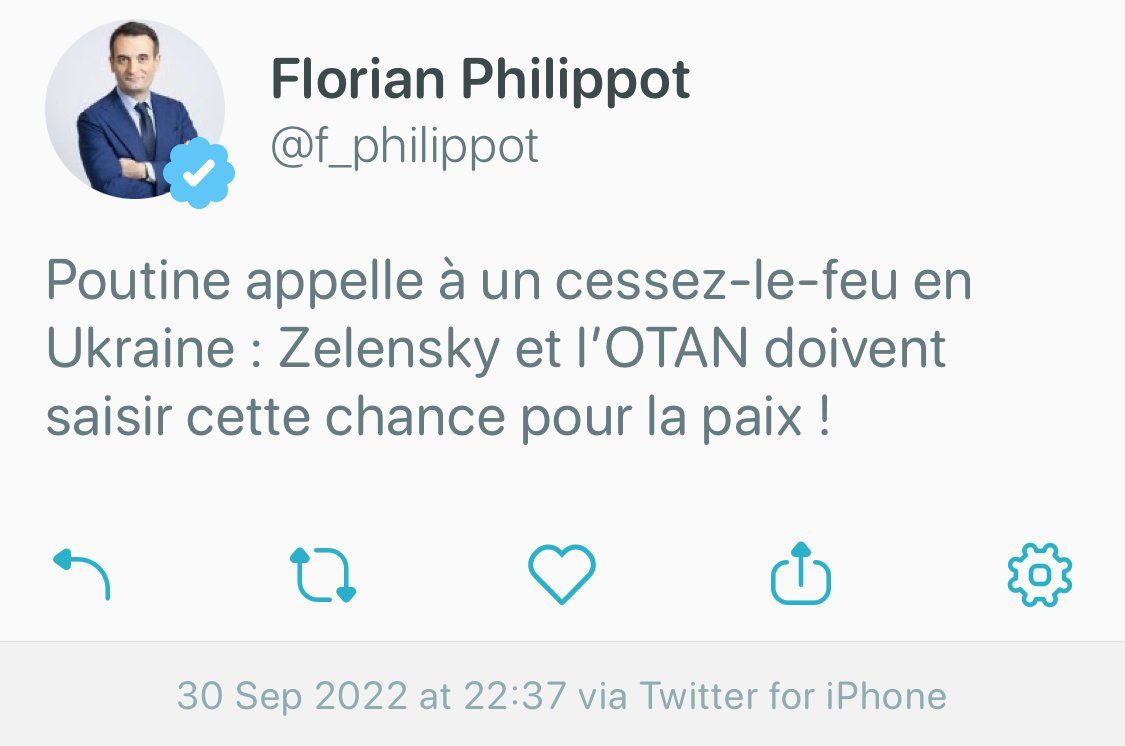 Florian Philippot
@f_philippot
Poutine appelle à un cessez-le-feu en
Ukraine : Zelensky et l’OTAN doivent
saisir cette chance pour la paix !
30 Sep 2022 at 22:37 via Twitter for iPhone